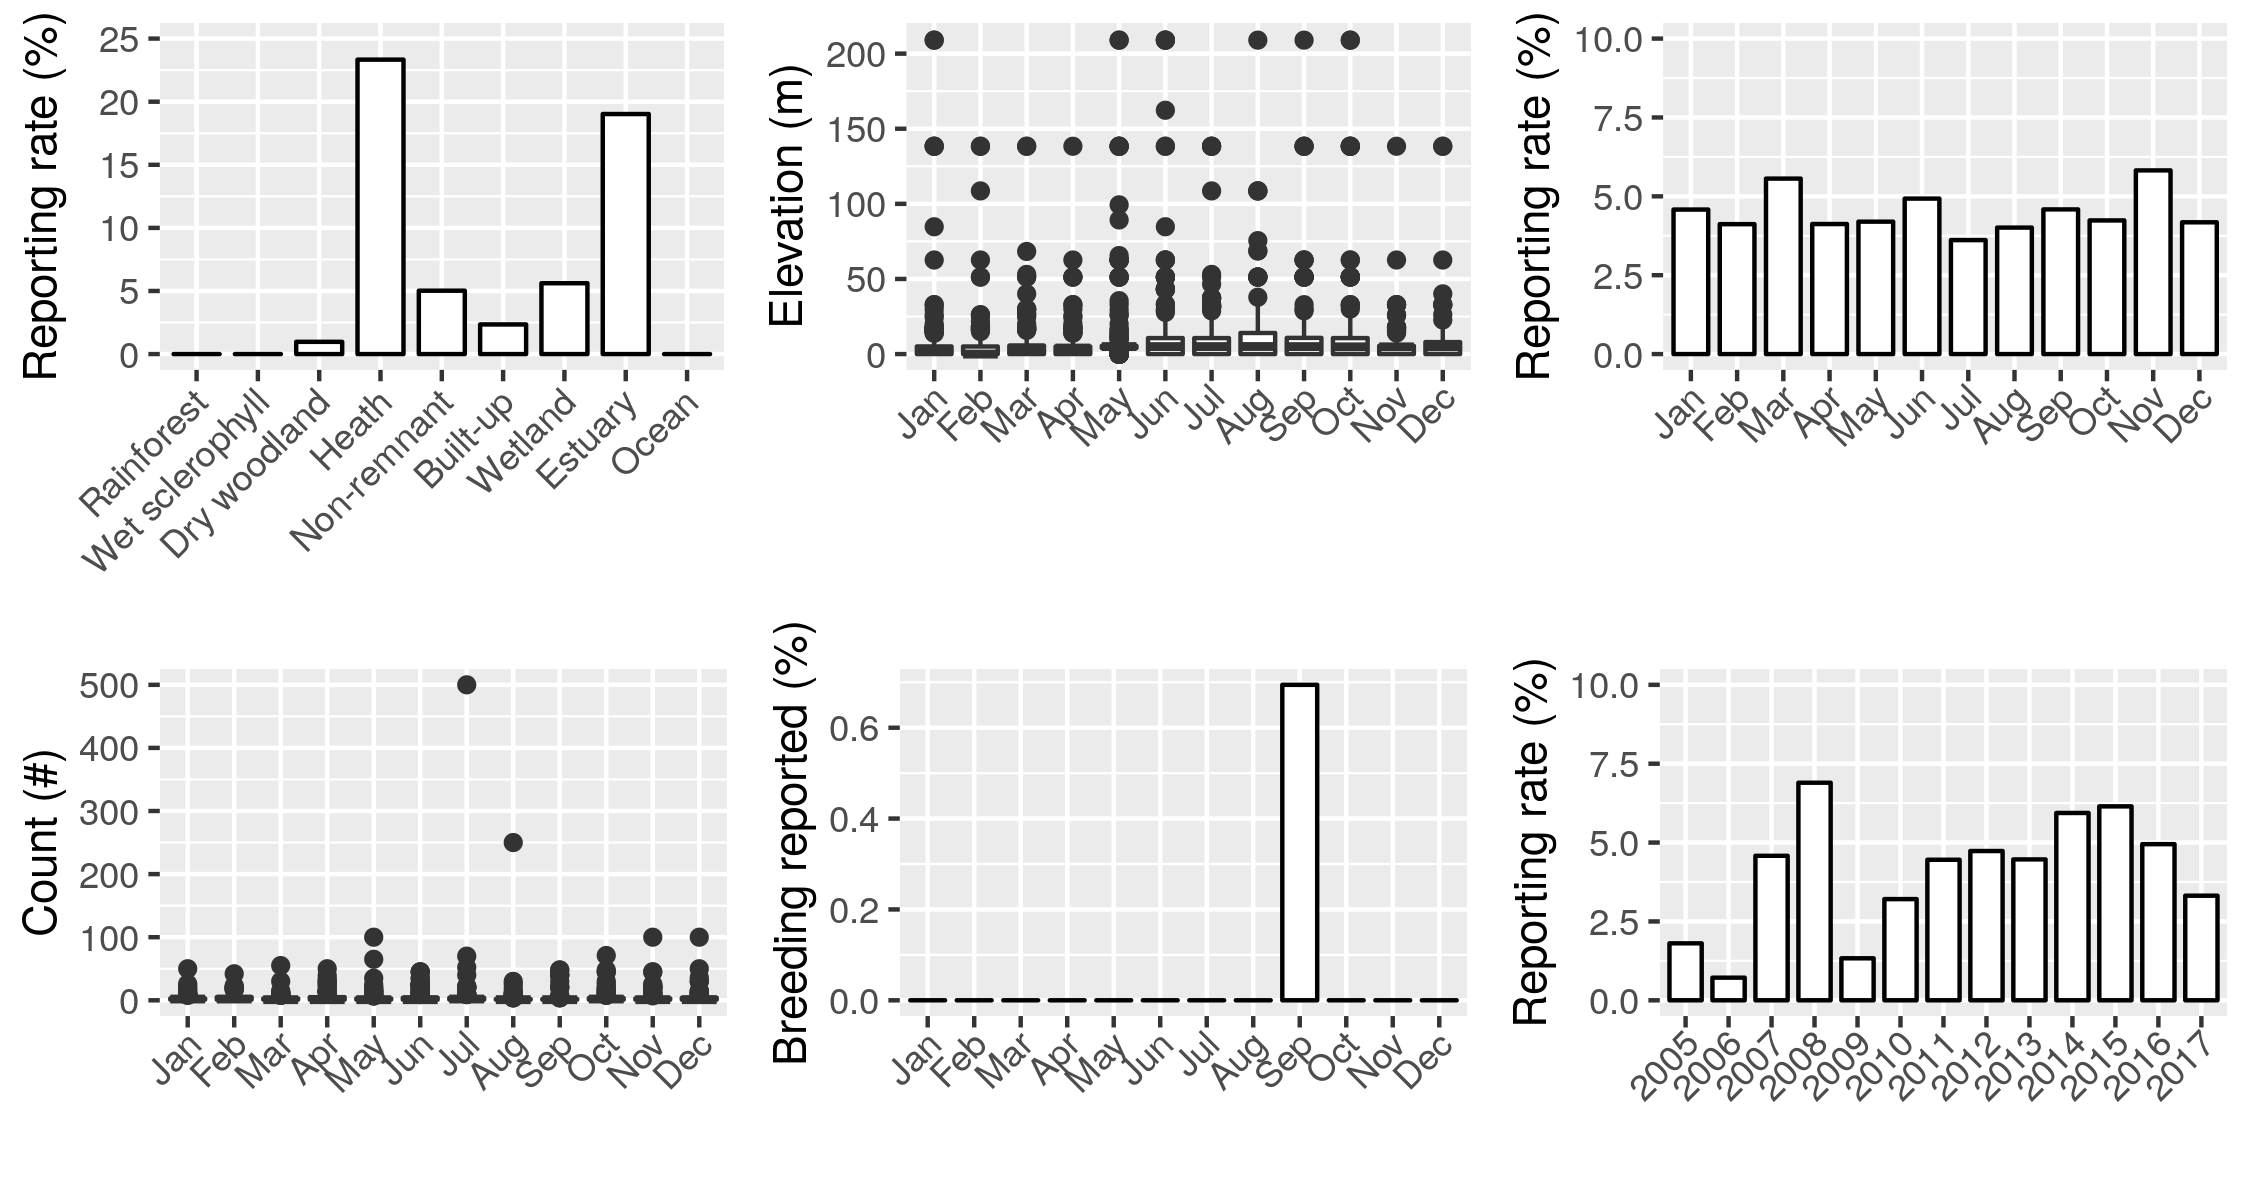 Reporting rate (%)
25
20
15
10
5
0
Rainforest
Wet sclerophyll
Dry woodland
Heath
Non-remnant
Built-up
Wetland
Estuary
Ocean
Elevation (m)
200
150
100
50
0
Jan
Feb
Mar
Apr
May
Jun
Jul
Aug
Sep
Oct
Nov
Dec
Reporting rate (%)
10.0
7.5
5.0
2.5
0.0
Jan
Feb
Mar
Apr
May
Jun
Jul
Aug
Sep
Oct
Nov
Dec
Count (#)
500
400
300
200
100
0
Jan
Feb
Mar
Apr
May
Jun
Jul
Aug
Sep
Oct
Nov
Dec
Breeding reported (%)
0.6
0.4
0.2
0.0
Jan
Feb
Mar
Apr
May
Jun
Jul
Aug
Sep
Oct
Nov
Dec
Reporting rate (%)
10.0
7.5
5.0
2.5
0.0
2005
2006
2007
2008
2009
2010
2011
2012
2013
2014
2015
2016
2017